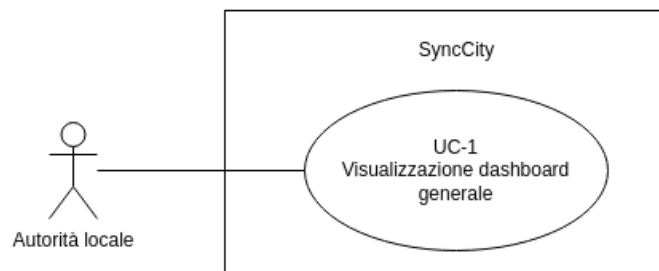 SyncCity
UC-1
Visualizzazione dashboard
generale
Autorità locale